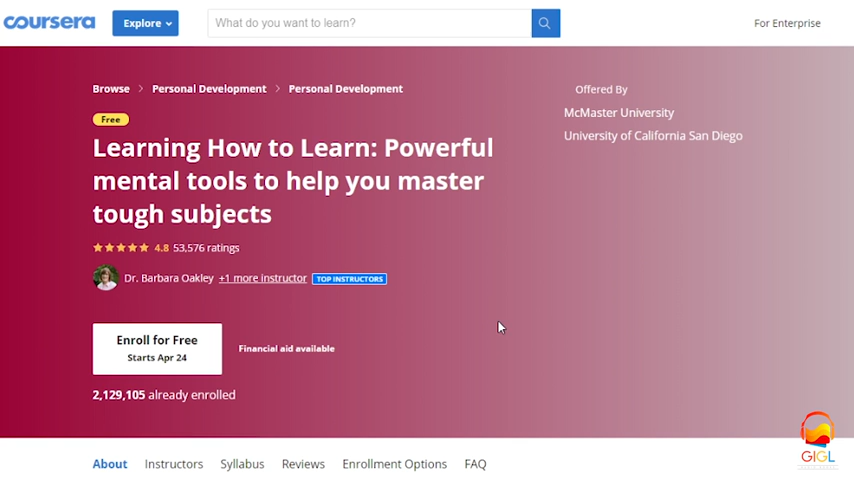 coursera
Explore
What do you want to learn?
For Enterprise
Browse > Personal Development > Personal Development
Offered By
McMaster University
University of California San Diego
Free
Learning How to Learn: Powerful
mental tools to help you master
tough subjects
4.8 53,576 ratings
Dr. Barbara Oakley +1 more instructor TOP INSTRUCTORS
Enroll for Free
Starts Apr 24
Financial aid available
2,129,105 already enrolled
About Instructors Syllabus Reviews Enrollment Options FAQ
GIGL